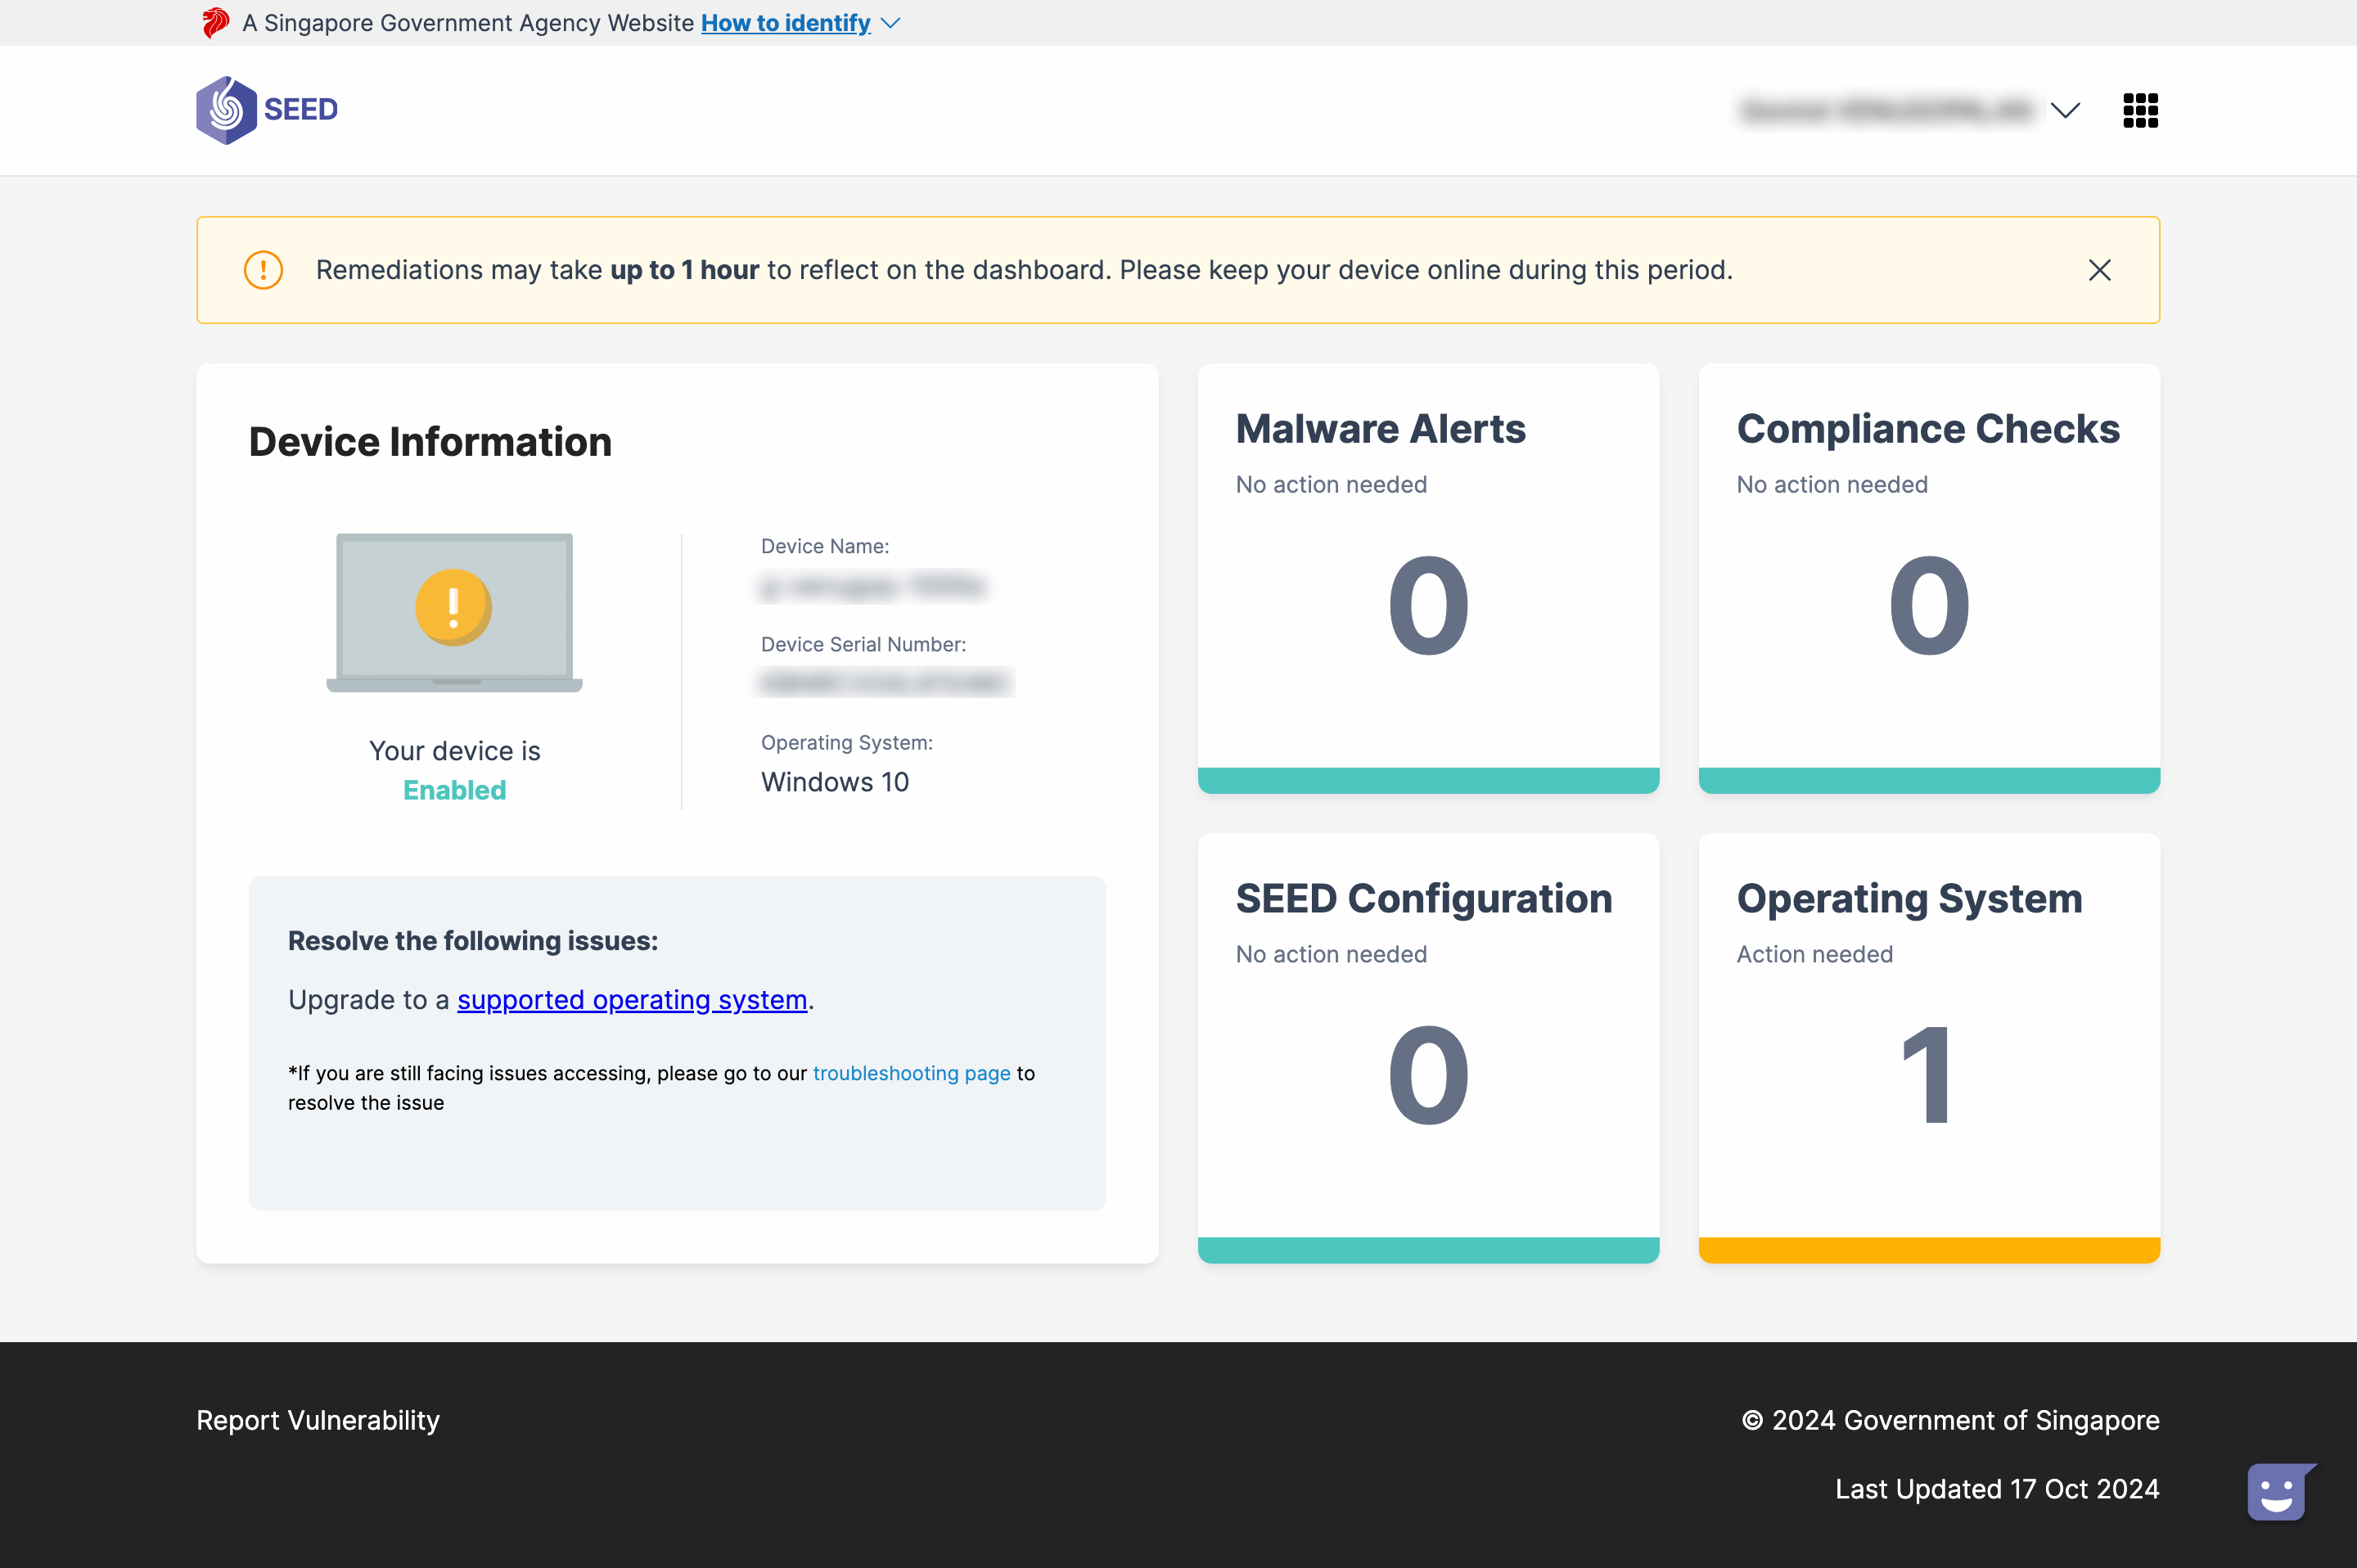 A Singapore Government Agency Website How to identify
SEED
Remediations may take up to 1 hour to reflect on the dashboard. Please keep your device online during this period.
Device Information
Your device is
Enabled
Device Name:
Device Serial Number:
Operating System:
Windows 10
Resolve the following issues:
Upgrade to a supported operating system.
*If you are still facing issues accessing, please go to our troubleshooting page to
resolve the issue
Malware Alerts
No action needed
0
Compliance Checks
No action needed
0
SEED Configuration
No action needed
0
Operating System
Action needed
1
Report Vulnerability
© 2024 Government of Singapore
Last Updated 17 Oct 2024